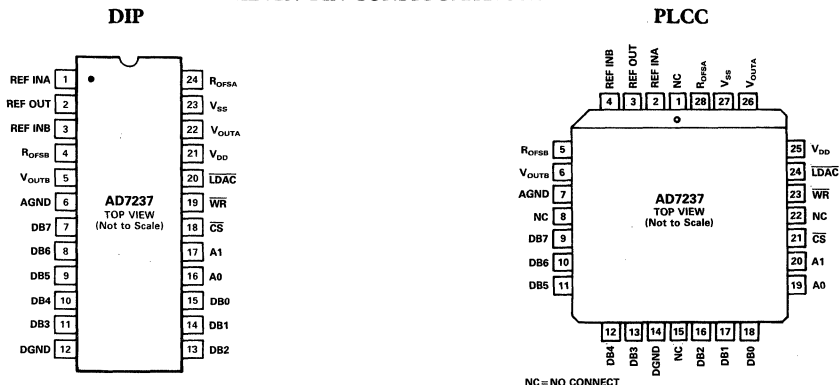 DIP
REF INA 1
REF OUT 2
REF INB 3
ROFSB 4
VOUTB 5
AGND 6
DB7 7
DB6 8
DB5 9
DB4 10
DB3 11
DGND 12
AD7237
TOP VIEW
(Not to Scale)
24 ROFSA
23 VSS
22 VOUTA
21 VDD
20 LDAC
19 WR
18 CS
17 A1
16 A0
15 DB0
14 DB1
13 DB2
PLCC
REF INB
REF OUT
REF INA
NC
ROFSA
VSS
VOUTA
4 3 2 1 28 27 26
ROFSB 5
VOUTB 6
AGND 7
NC 8
DB7 9
DB6 10
DB5 11
AD7237
TOP VIEW
(Not to Scale)
25 VDD
24 LDAC
23 WR
22 NC
21 CS
20 A1
19 A0
12 13 14 15 16 17 18
DB4
DB3
DGND
NC
DB2
DB1
DB0
NC = NO CONNECT